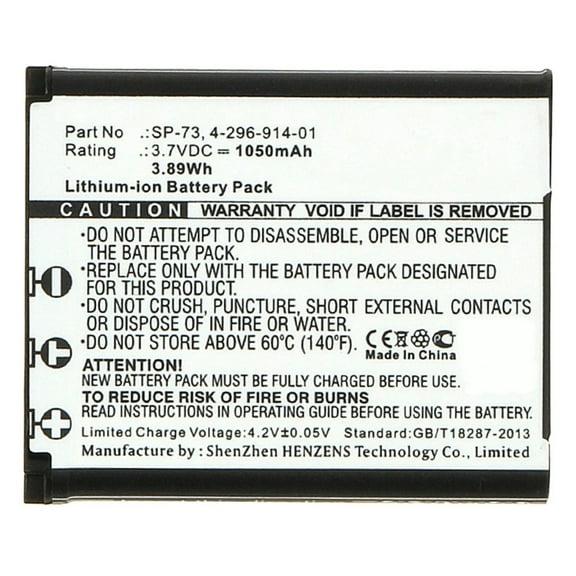 Part No .: SP-73, 4-296-914-01
Rating .: 3.7VDC ⎓ 1050mAh
3.89Wh
Lithium-ion Battery Pack
CAUTION WARRANTY VOID IF LABEL IS REMOVED
•DO NOT ATTEMPT TO DISASSEMBLE, OPEN OR SERVICE
THE BATTERY PACK.
•REPLACE ONLY WITH THE BATTERY PACK DESIGNATED
FOR THIS PRODUCT.
•DO NOT CRUSH, PUNCTURE, SHORT EXTERNAL CONTACTS
OR DISPOSE OF IN FIRE OR WATER.
•DO NOT STORE ABOVE 60°C (140°F).
CE
Made In China
ATTENTION!
NEW BATTERY PACK MUST BE FULLY CHARGED BEFORE USE.
TO REDUCE RISK OF FIRE OR BURNS
READ INSTRUCTIONS IN OPERATING GUIDE BEFORE USING BATTERY.
Limited Charge Voltage:4.2V±0.05V Standard:GB/T18287-2013
Manufactured by : ShenZhen HENZENS Technology Co., Limited